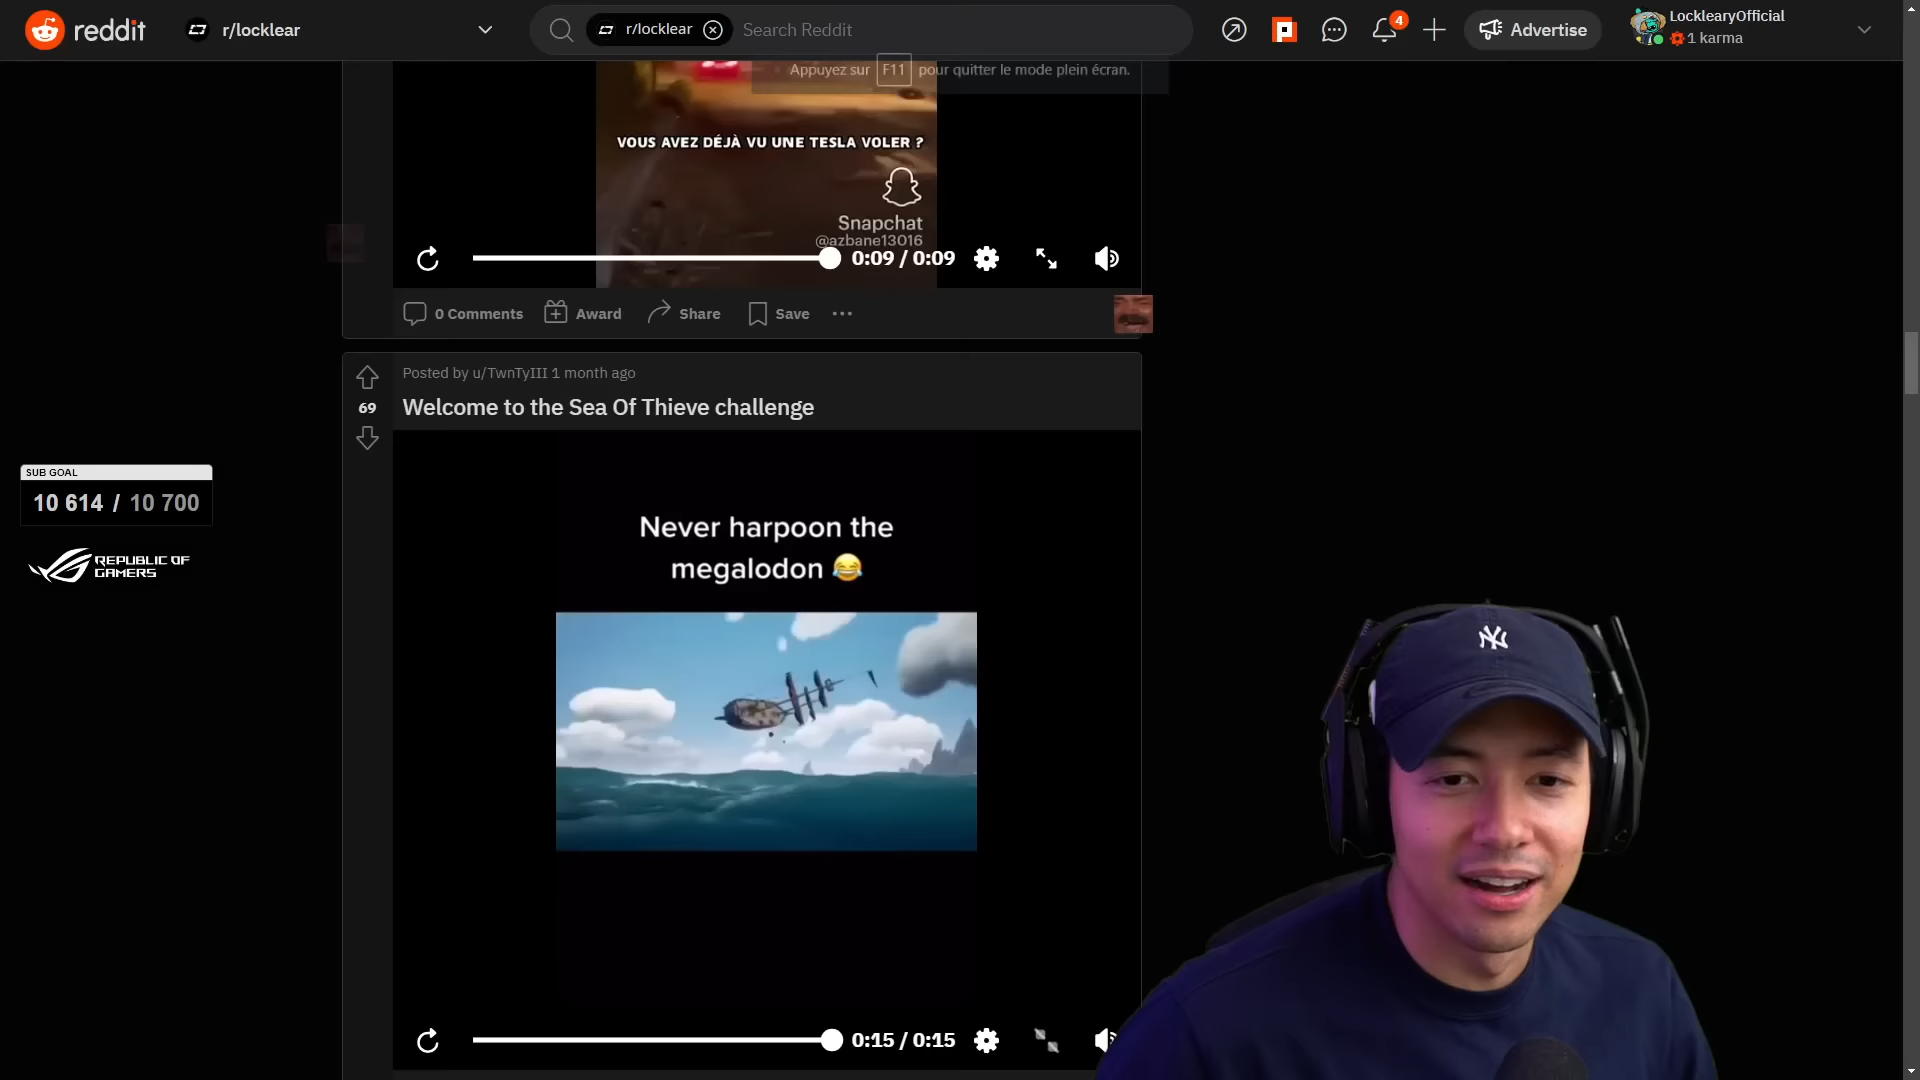 reddit
r/locklear
r/locklear
Search Reddit
4
Advertise
LocklearyOfficial
1 karma
Appuyez sur F11 pour quitter le mode plein écran.
VOUS AVEZ DÉJÀ VU UNE TESLA VOLER ?
Snapchat
@azbane13016
0:09 / 0:09
0 Comments
Award
Share
Save
Posted by u/TwnTyIII 1 month ago
69
Welcome to the Sea Of Thieve challenge
SUB GOAL
10 614 / 10 700
REPUBLIC OF
GAMERS
Never harpoon the
megalodon 😂
NY
0:15 / 0:15